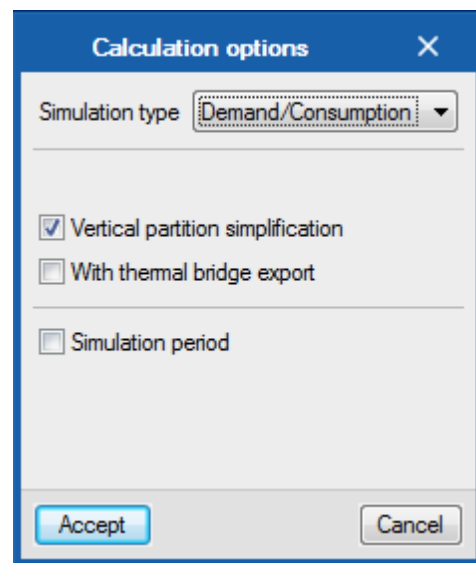 Calculation options
Simulation type Demand/Consumption
Vertical partition simplification
With thermal bridge export
Simulation period
Accept Cancel